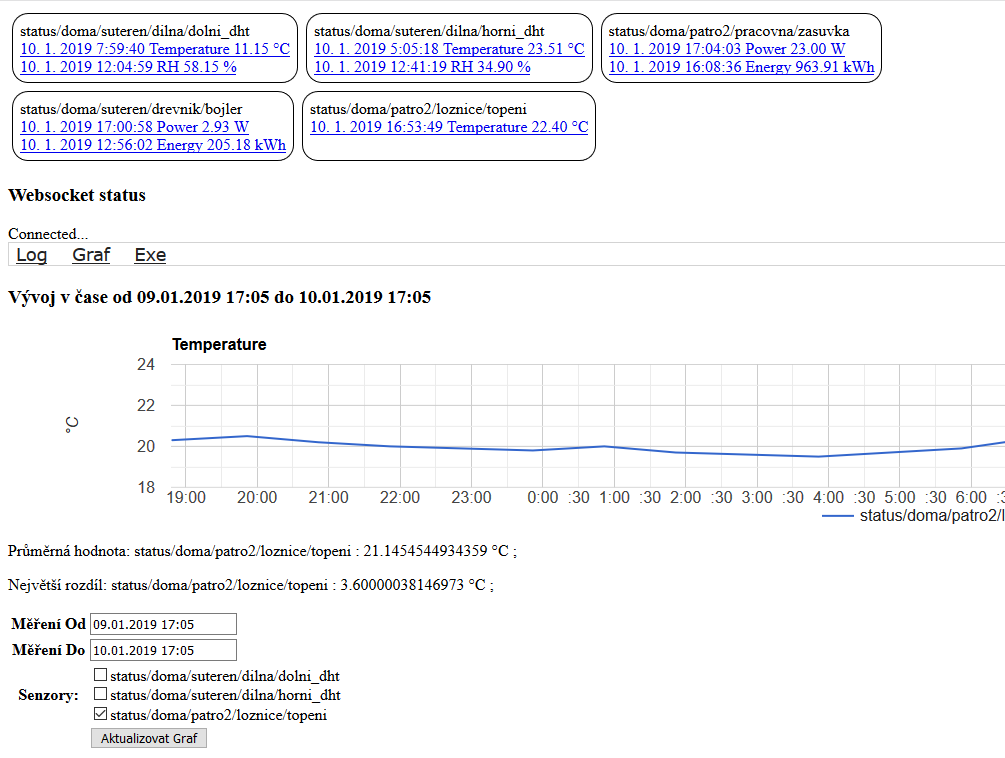 status/doma/suteren/dilna/dolni_dht
10. 1. 2019 7:59:40 Temperature 11.15 °C
10. 1. 2019 12:04:59 RH 58.15 %
status/doma/suteren/dilna/horni_dht
10. 1. 2019 5:05:18 Temperature 23.51 °C
10. 1. 2019 12:41:19 RH 34.90 %
status/doma/patro2/pracovna/zasuvka
10. 1. 2019 17:04:03 Power 23.00 W
10. 1. 2019 16:08:36 Energy 963.91 kWh
status/doma/suteren/drevnik/bojler
10. 1. 2019 17:00:58 Power 2.93 W
10. 1. 2019 12:56:02 Energy 205.18 kWh
status/doma/patro2/loznice/topeni
10. 1. 2019 16:53:49 Temperature 22.40 °C
Websocket status
Connected...
Log Graf Exe
Vývoj v čase od 09.01.2019 17:05 do 10.01.2019 17:05
Temperature
24
22
°C
20
18
19:00 20:00 21:00 22:00 23:00 0:00 :30 1:00 :30 2:00 :30 3:00 :30 4:00 :30 5:00 :30 6:00
status/doma/patro2/l
Průměrná hodnota: status/doma/patro2/loznice/topeni : 21.1454544934359 °C ;
Největší rozdíl: status/doma/patro2/loznice/topeni : 3.60000038146973 °C ;
Měření Od 09.01.2019 17:05
Měření Do 10.01.2019 17:05
Senzory:
status/doma/suteren/dilna/dolni_dht
status/doma/suteren/dilna/horni_dht
status/doma/patro2/loznice/topeni
Aktualizovat Graf